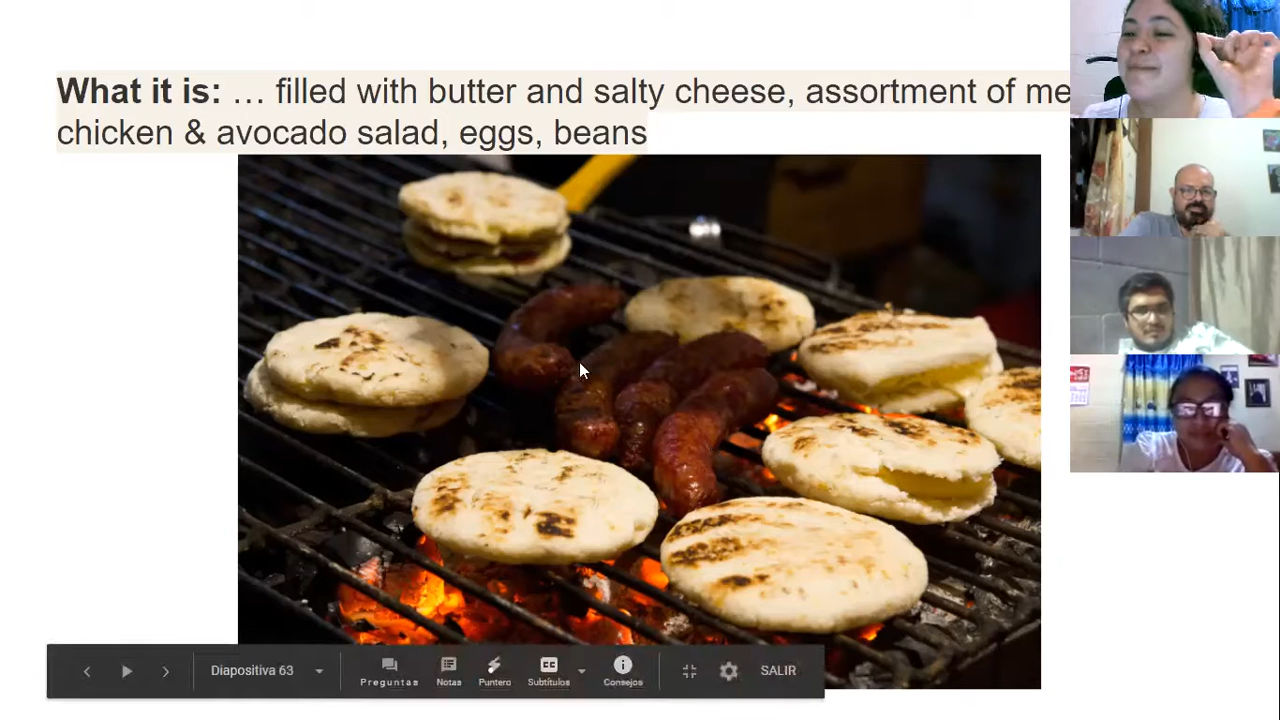 What it is: … filled with butter and salty cheese, assortment of
chicken & avocado salad, eggs, beans
Diapositiva 63
Preguntas
Notas
Puntero
Subtítulos
Consejos
SALIR